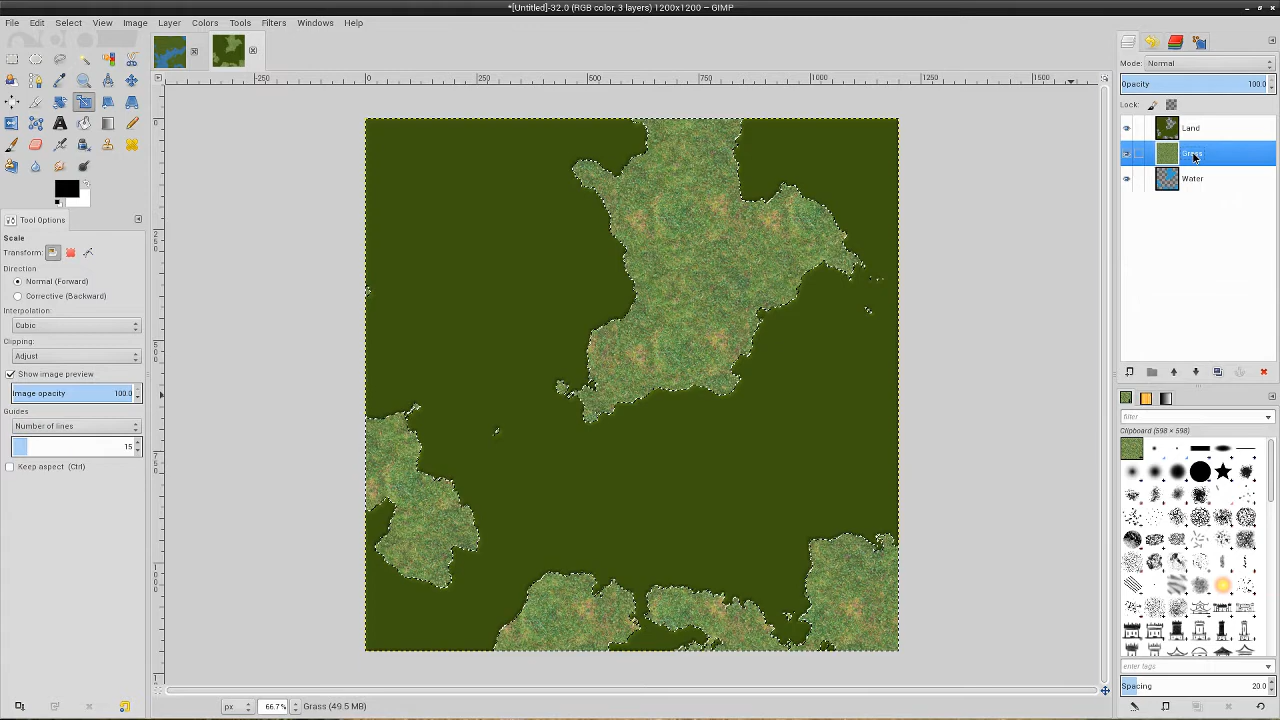 *[Untitled]-32.0 (RGB color, 3 layers) 1200x1200 – GIMP
File Edit Select View Image Layer Colors Tools Filters Windows Help
-250 0 250 500 750 1000 1250 1500
Tool Options
Scale
Transform:
Direction
Normal (Forward)
Corrective (Backward)
Interpolation:
Cubic
Clipping:
Adjust
Show image preview
Image opacity 100.0
Guides
Number of lines
15
Keep aspect (Ctrl)
Mode: Normal
Opacity 100.0
Lock:
Land
Grass
Water
filter
Clipboard (598 × 598)
enter tags
Spacing 20.0
px 66.7% Grass (49.5 MB)